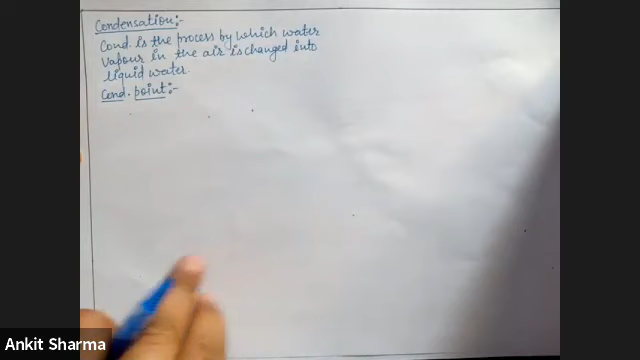 Condensation:-
Cond. is the process by which water
vapour in the air is changed into
liquid water.
Cond. point:-
Ankit Sharma